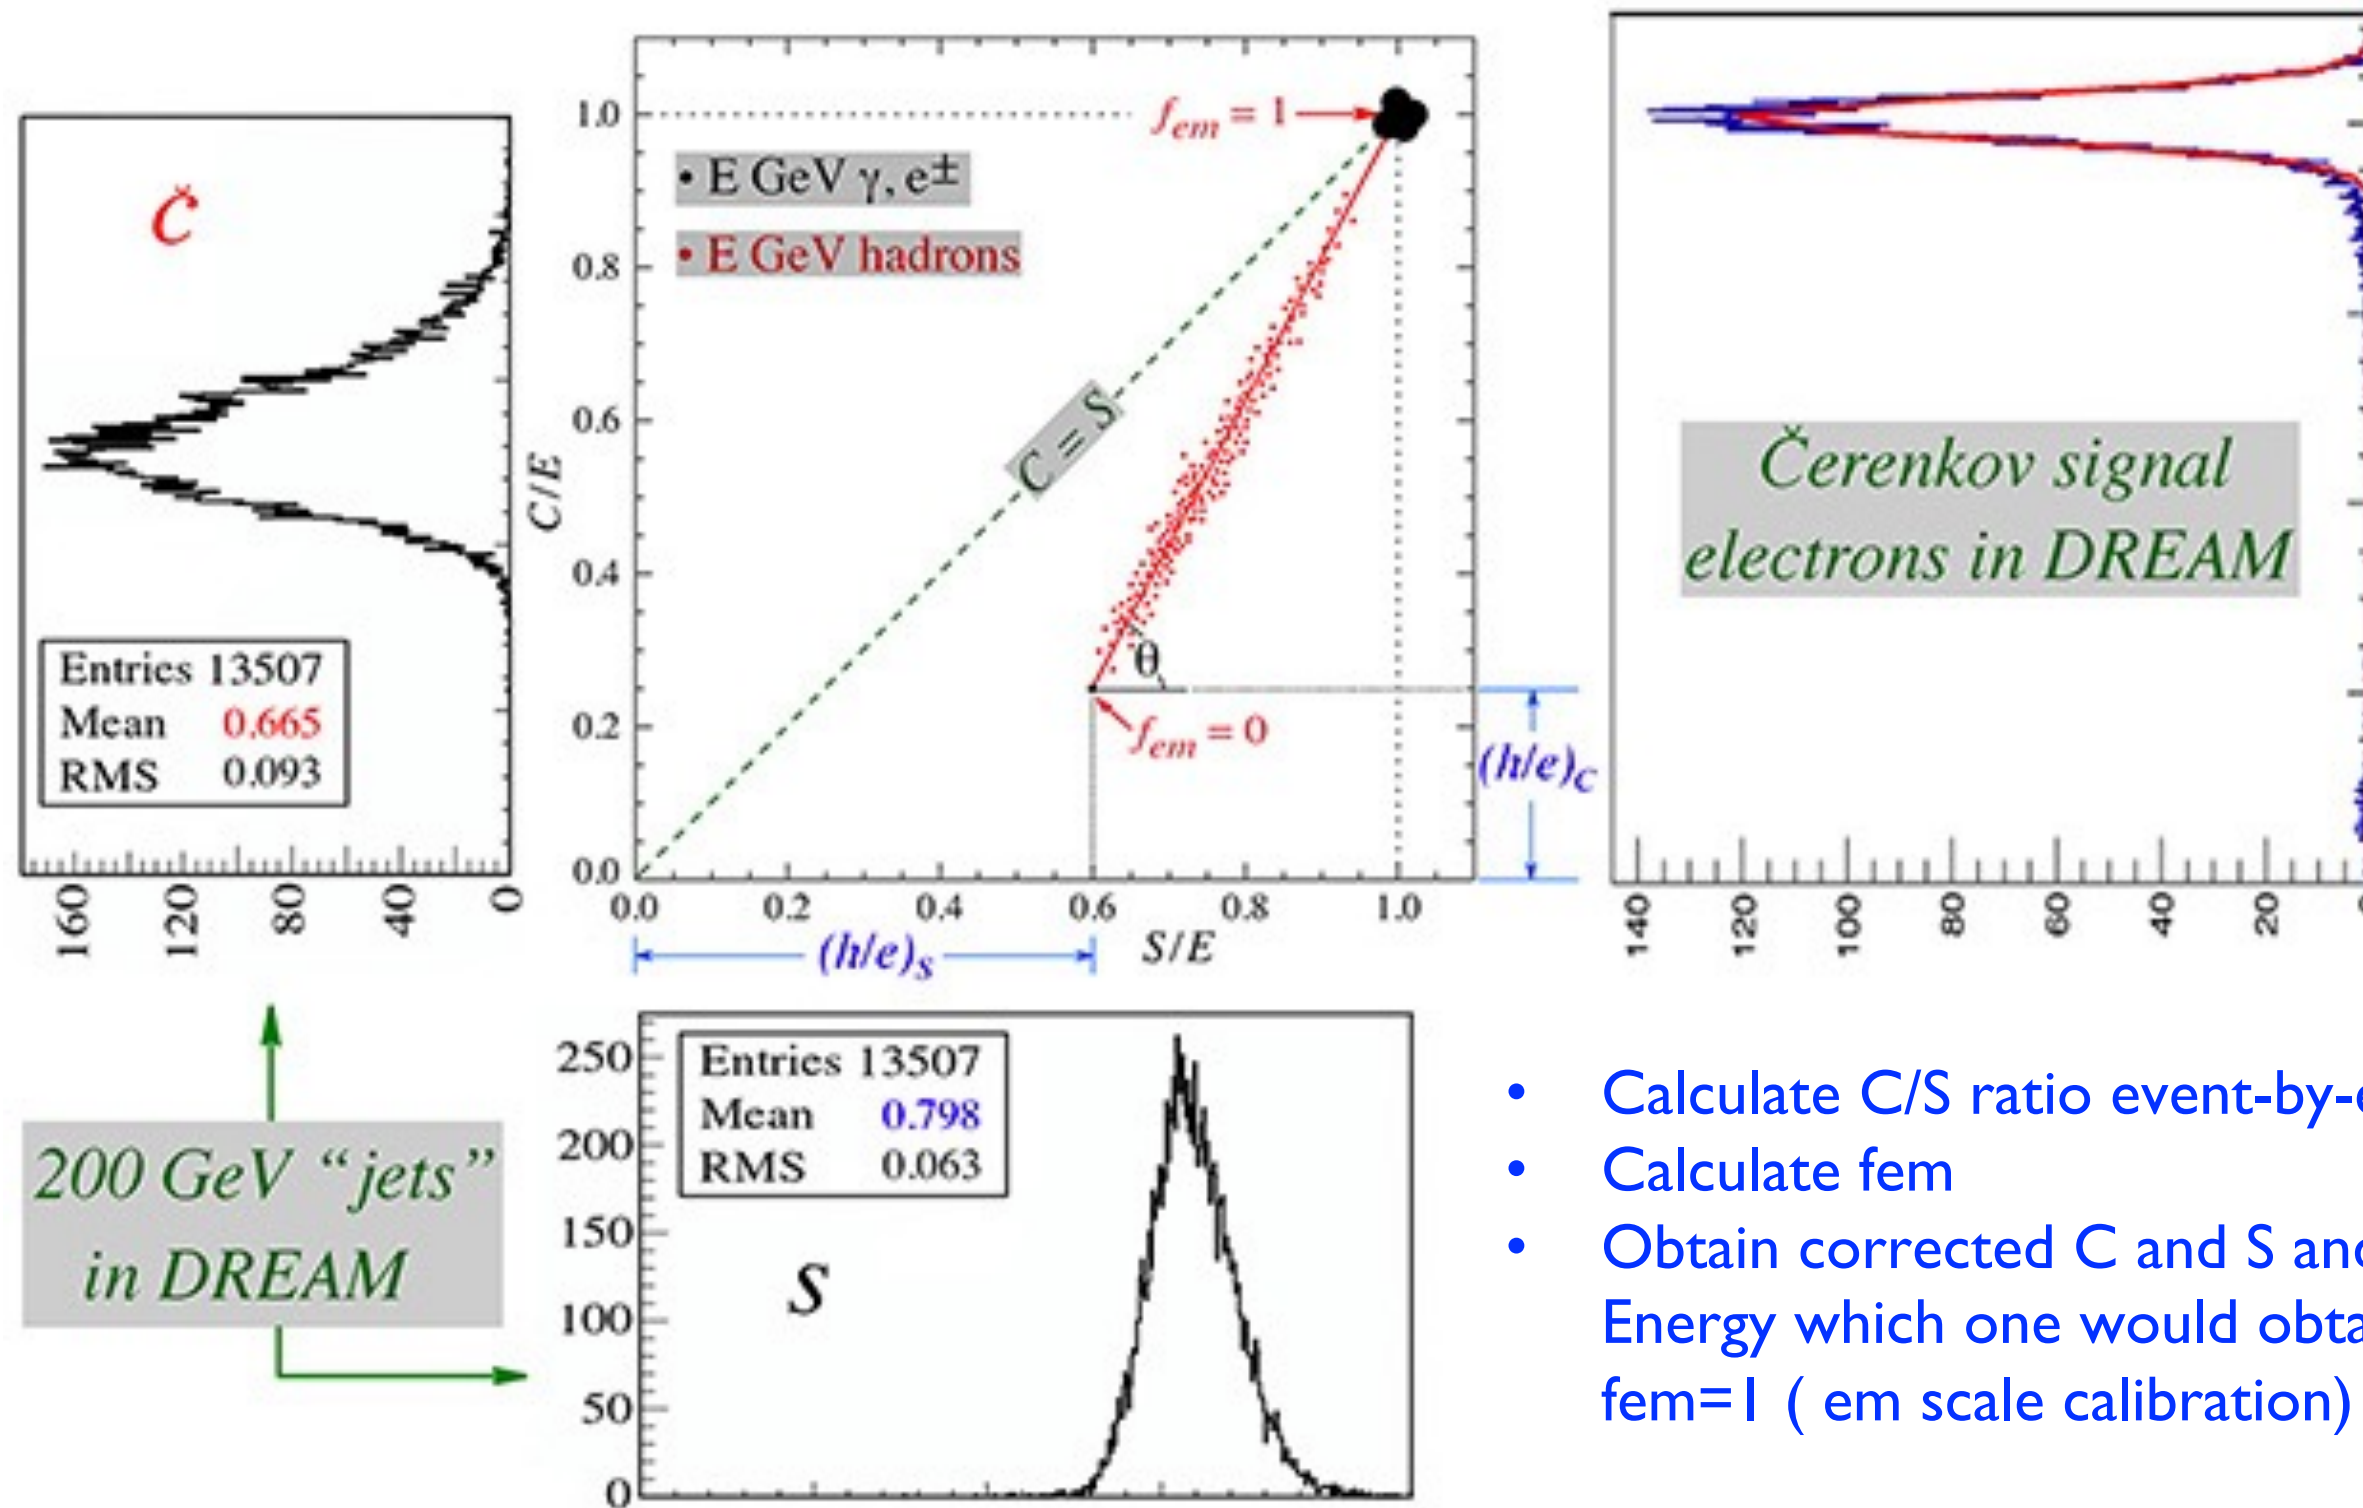 Č
Entries 13507
Mean 0.665
RMS 0.093
160 120 80 40 0
C/E
1.0
0.8
0.6
0.4
0.2
0.0
f_em = 1
• E GeV γ, e±
• E GeV hadrons
C = S
θ
f_em = 0
(h/e)_C
0.0 0.2 0.4 0.6 0.8 1.0
(h/e)_S
S/E
Čerenkov signal
electrons in DREAM
140 120 100 80 60 40 20
200 GeV “jets”
in DREAM
250
200
150
100
50
0
Entries 13507
Mean 0.798
RMS 0.063
S
• Calculate C/S ratio event-by-
• Calculate fem
• Obtain corrected C and S and
Energy which one would obta
fem=1 ( em scale calibration)